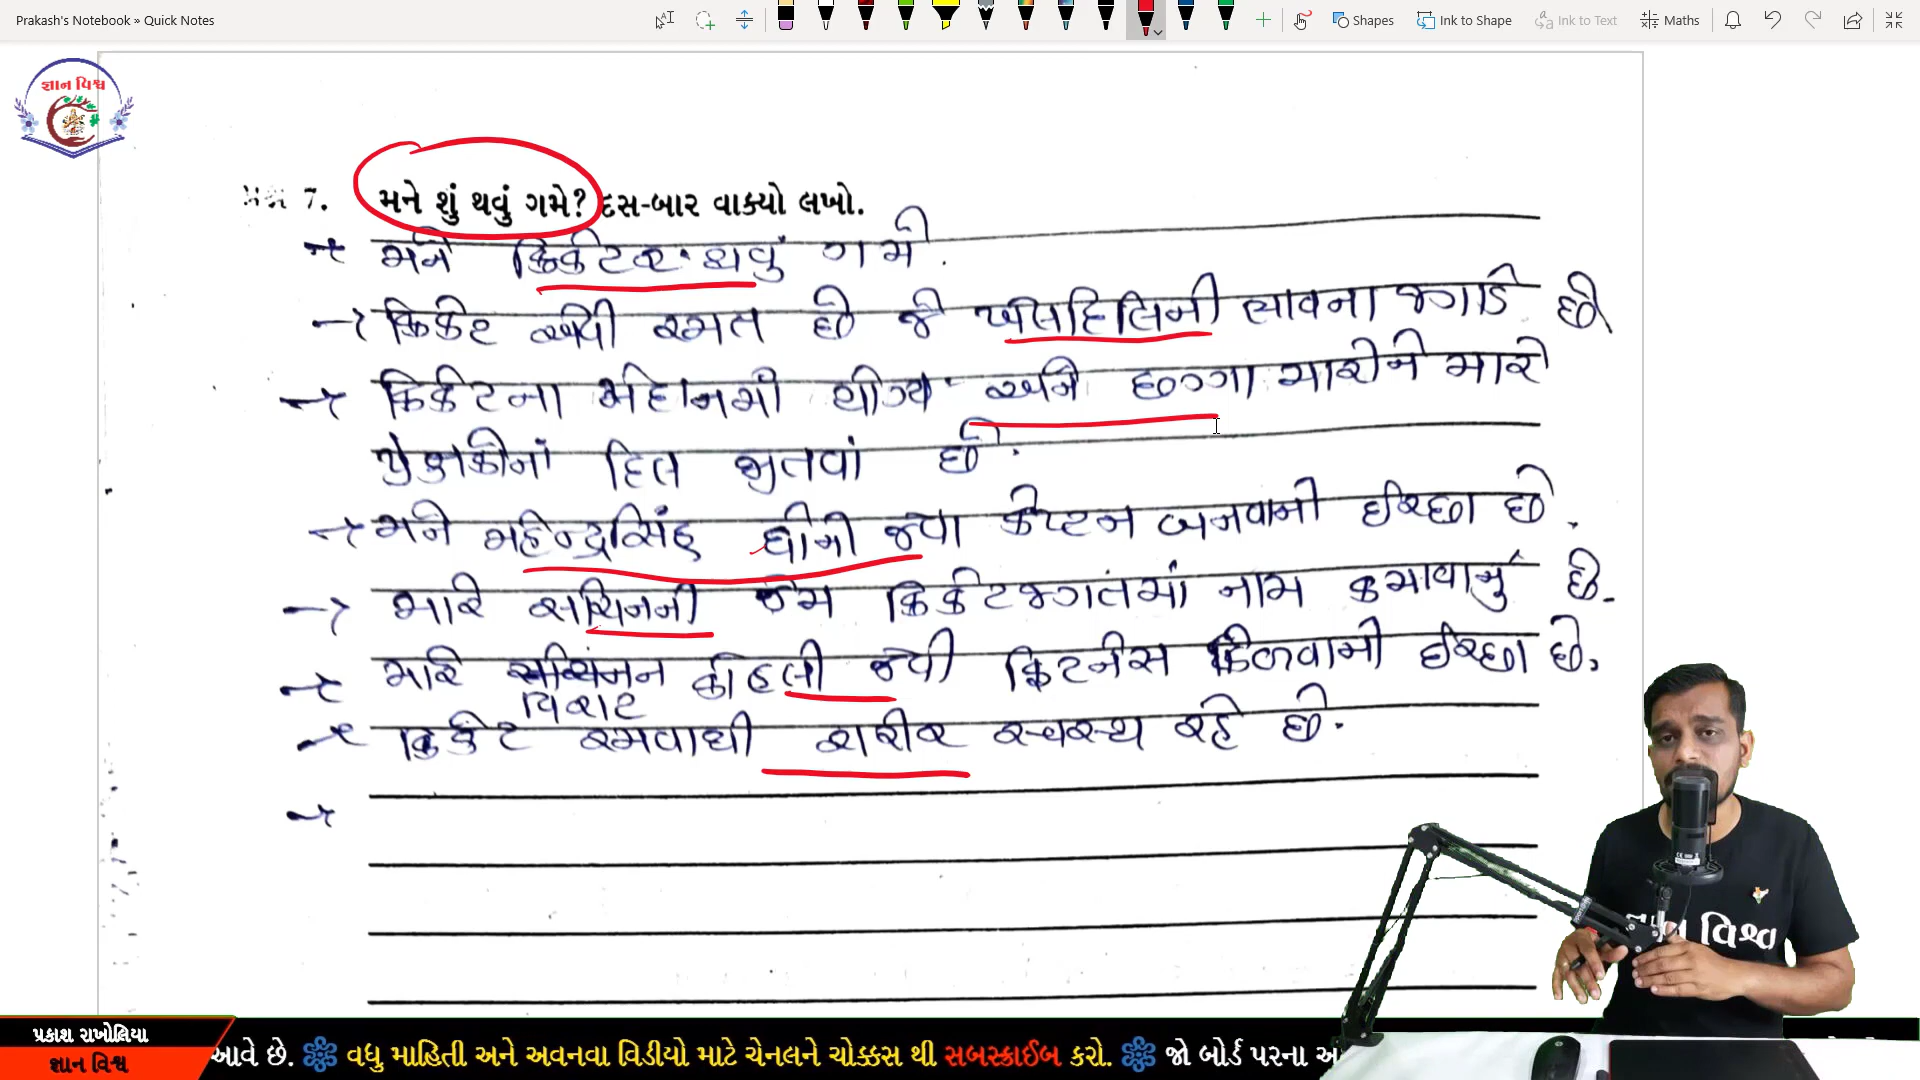 Prakash's Notebook » Quick Notes
Shapes
Ink to Shape
Ink to Text
Maths
જ્ઞાન વિશ્વ
7. મને શું થવું ગમે? દસ-બાર વાક્યો લખો.
→ મને ક્રિકેટર થવું ગમે.
→ ક્રિકેટ એવી રમત છે જે ખેલદિલીની ભાવના જગાડે છે
→ ક્રિકેટના મેદાનમાં ચોગ્ગા અને છગ્ગા મારીને મારે
પ્રેક્ષકોનાં દિલ જીતવાં છે.
→ મને મહેન્દ્રસિંહ ધોની જેવા કેપ્ટન બનવાની ઈચ્છા છે.
→ મારે સચિનની જેમ ક્રિકેટજગતમાં નામ કમાવાનું છે.
→ મારે વિરાટ કોહલી જેવી ફિટનેસ કેળવવાની ઈચ્છા છે.
→ ક્રિકેટ રમવાથી શરીર સ્વસ્થ રહે છે.
→
વિશ્વ
પ્રકાશ રાખોલિયા
જ્ઞાન વિશ્વ
આવે છે. વધુ માહિતી અને અવનવા વિડીયો માટે ચેનલને ચોક્કસ થી સબસ્ક્રાઈબ કરો. જો બોર્ડ પરના